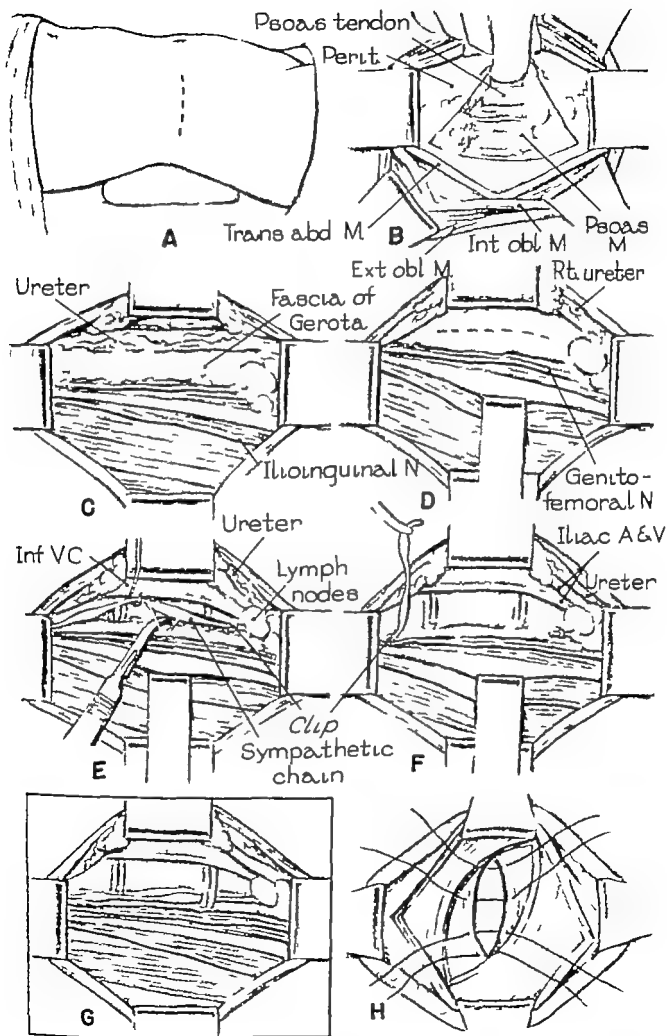 Psoas tendon
Perit
A
Trans abd M
B
Int obl M
Psoas
M
Ext obl M
Ureter
Fascia of
Gerota
Rt. ureter
Ilioinguinal N
C
D
Genito-
femoral N
Inf VC
Ureter
Lymph
nodes
Iliac A & V
Ureter
E
Clip
Sympathetic
chain
F
G
H